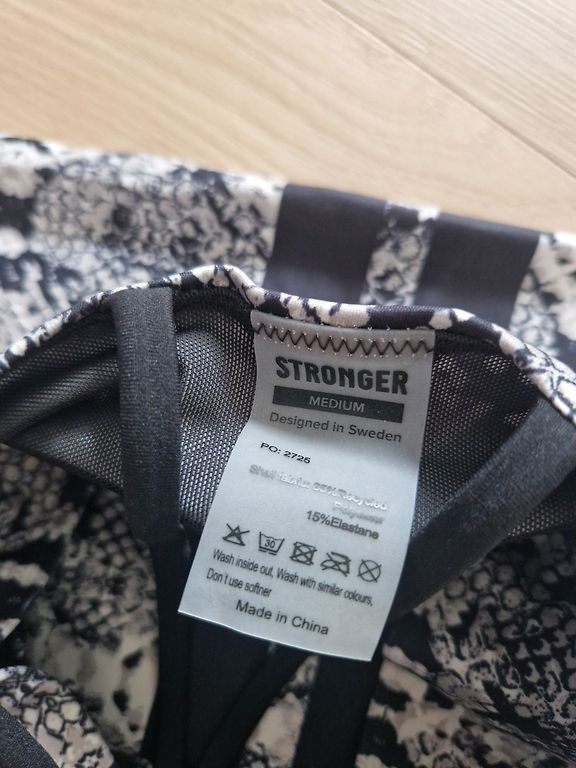 STRONGER
MEDIUM
Designed in Sweden
PO: 2725
15%Elastane
30
Wash inside out, Wash with similar colours,
Don't use softner
Made in China